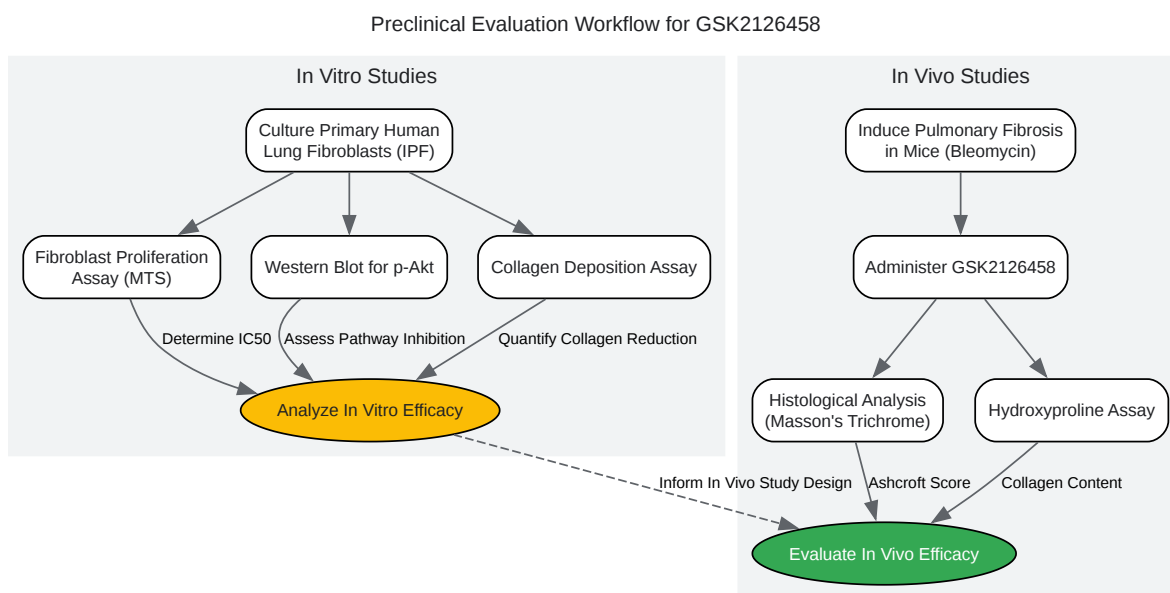 Preclinical Evaluation Workflow for GSK2126458
In Vitro Studies
Culture Primary Human
Lung Fibroblasts (IPF)
Fibroblast Proliferation
Assay (MTS)
Western Blot for p-Akt
Collagen Deposition Assay
Determine IC50
Assess Pathway Inhibition
Quantify Collagen Reduction
Analyze In Vitro Efficacy
Inform In Vivo Study Design
In Vivo Studies
Induce Pulmonary Fibrosis
in Mice (Bleomycin)
Administer GSK2126458
Histological Analysis
(Masson's Trichrome)
Hydroxyproline Assay
Ashcroft Score
Collagen Content
Evaluate In Vivo Efficacy